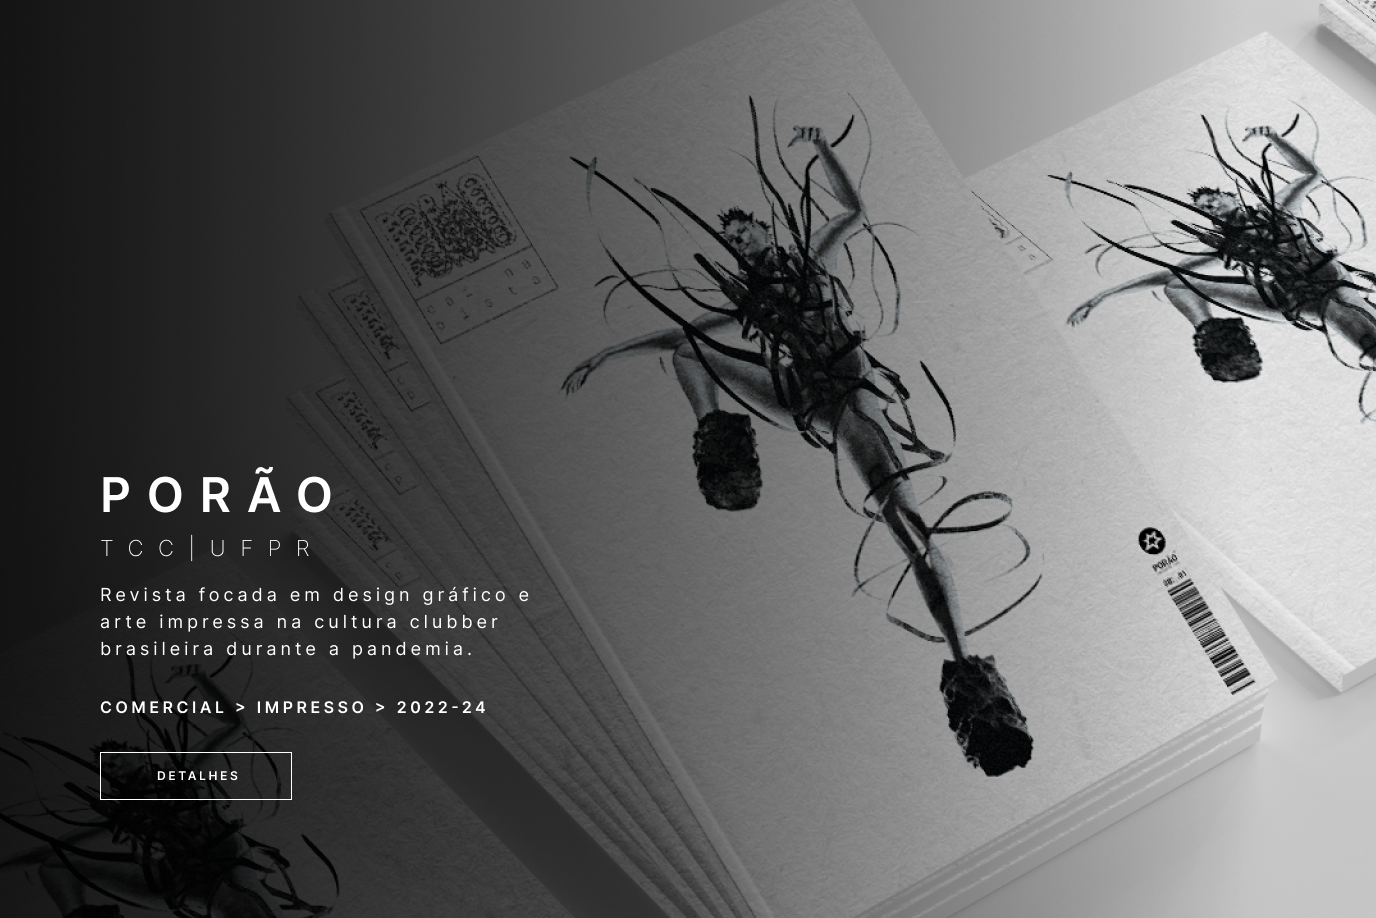 PORÃO
TCC|UFPR
Revista focada em design gráfico e
arte impressa na cultura clubber
brasileira durante a pandemia.
COMERCIAL > IMPRESSO > 2022-24
DETALHES
PORÃO